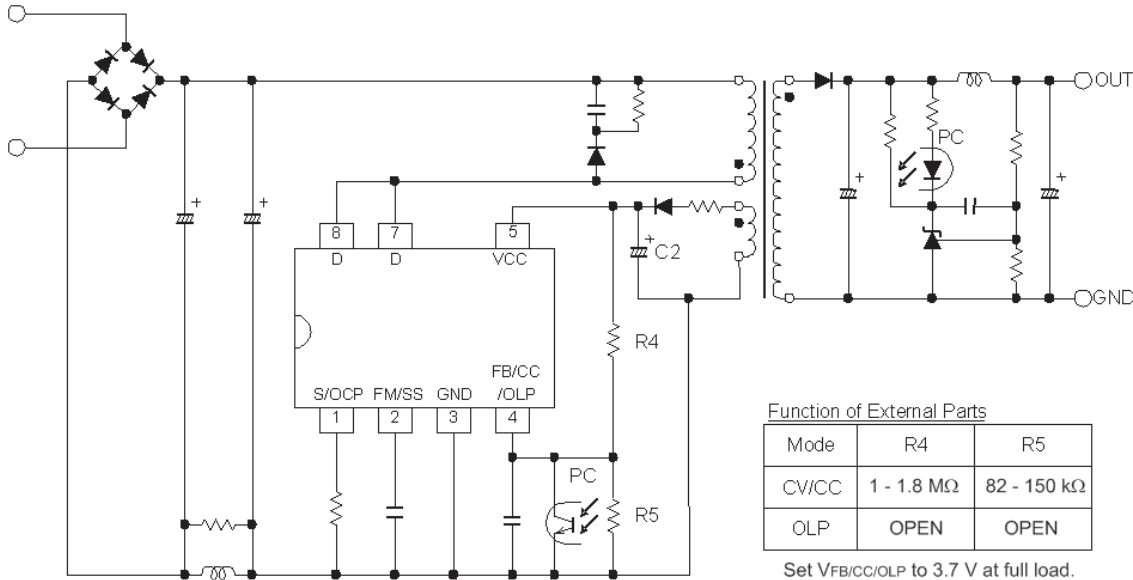 OUT
PC
+
+
+
+
8
7
5
D
D
VCC
+
C2
GND
R4
FB/CC
S/OCP
FM/SS
GND
/OLP
1
2
3
4
PC
R5
Function of External Parts
Mode R4 R5
CV/CC 1 - 1.8 MΩ 82 - 150 kΩ
OLP OPEN OPEN
Set VFB/CC/OLP to 3.7 V at full load.